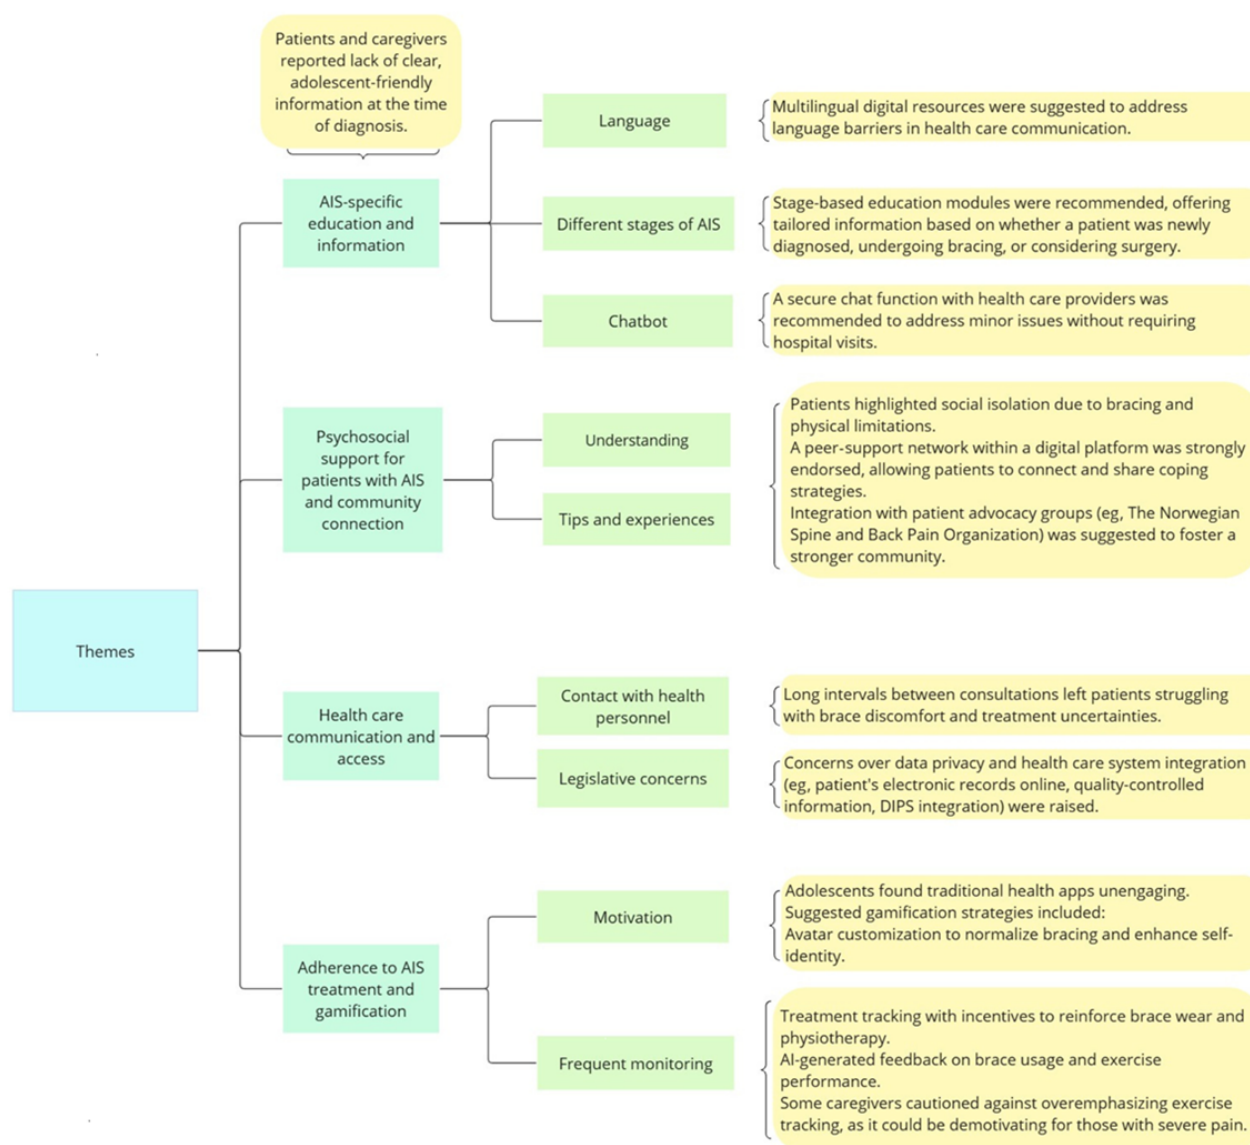 Patients and caregivers
reported lack of clear,
adolescent-friendly
information at the time
of diagnosis.
AIS-specific
education and
information
Language
Multilingual digital resources were suggested to address
language barriers in health care communication.
Different stages of AIS
Stage-based education modules were recommended, offering
tailored information based on whether a patient was newly
diagnosed, undergoing bracing, or considering surgery.
Chatbot
A secure chat function with health care providers was
recommended to address minor issues without requiring
hospital visits.
Psychosocial
support for
patients with AIS
and community
connection
Understanding
Tips and experiences
Patients highlighted social isolation due to bracing and
physical limitations.
A peer-support network within a digital platform was strongly
endorsed, allowing patients to connect and share coping
strategies.
Integration with patient advocacy groups (eg, The Norwegian
Spine and Back Pain Organization) was suggested to foster a
stronger community.
Themes
Health care
communication and
access
Contact with health
personnel
Long intervals between consultations left patients struggling
with brace discomfort and treatment uncertainties.
Legislative concerns
Concerns over data privacy and health care system integration
(eg, patient's electronic records online, quality-controlled
information, DIPS integration) were raised.
Adherence to AIS
treatment and
gamification
Motivation
Adolescents found traditional health apps unengaging.
Suggested gamification strategies included:
Avatar customization to normalize bracing and enhance self-
identity.
Frequent monitoring
Treatment tracking with incentives to reinforce brace wear and
physiotherapy.
AI-generated feedback on brace usage and exercise
performance.
Some caregivers cautioned against overemphasizing exercise
tracking, as it could be demotivating for those with severe pain.